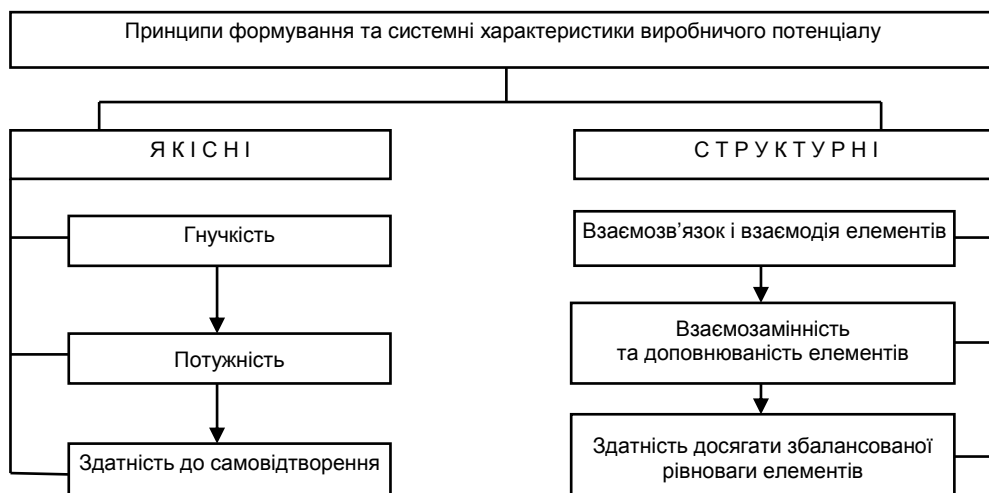 Принципи формування та системні характеристики виробничого потенціалу
Я К І С Н І
С Т Р У К Т У Р Н І
Гнучкість
Взаємозв’язок і взаємодія елементів
Потужність
Взаємозамінність
та доповнюваність елементів
Здатність до самовідтворення
Здатність досягати збалансованої
рівноваги елементів